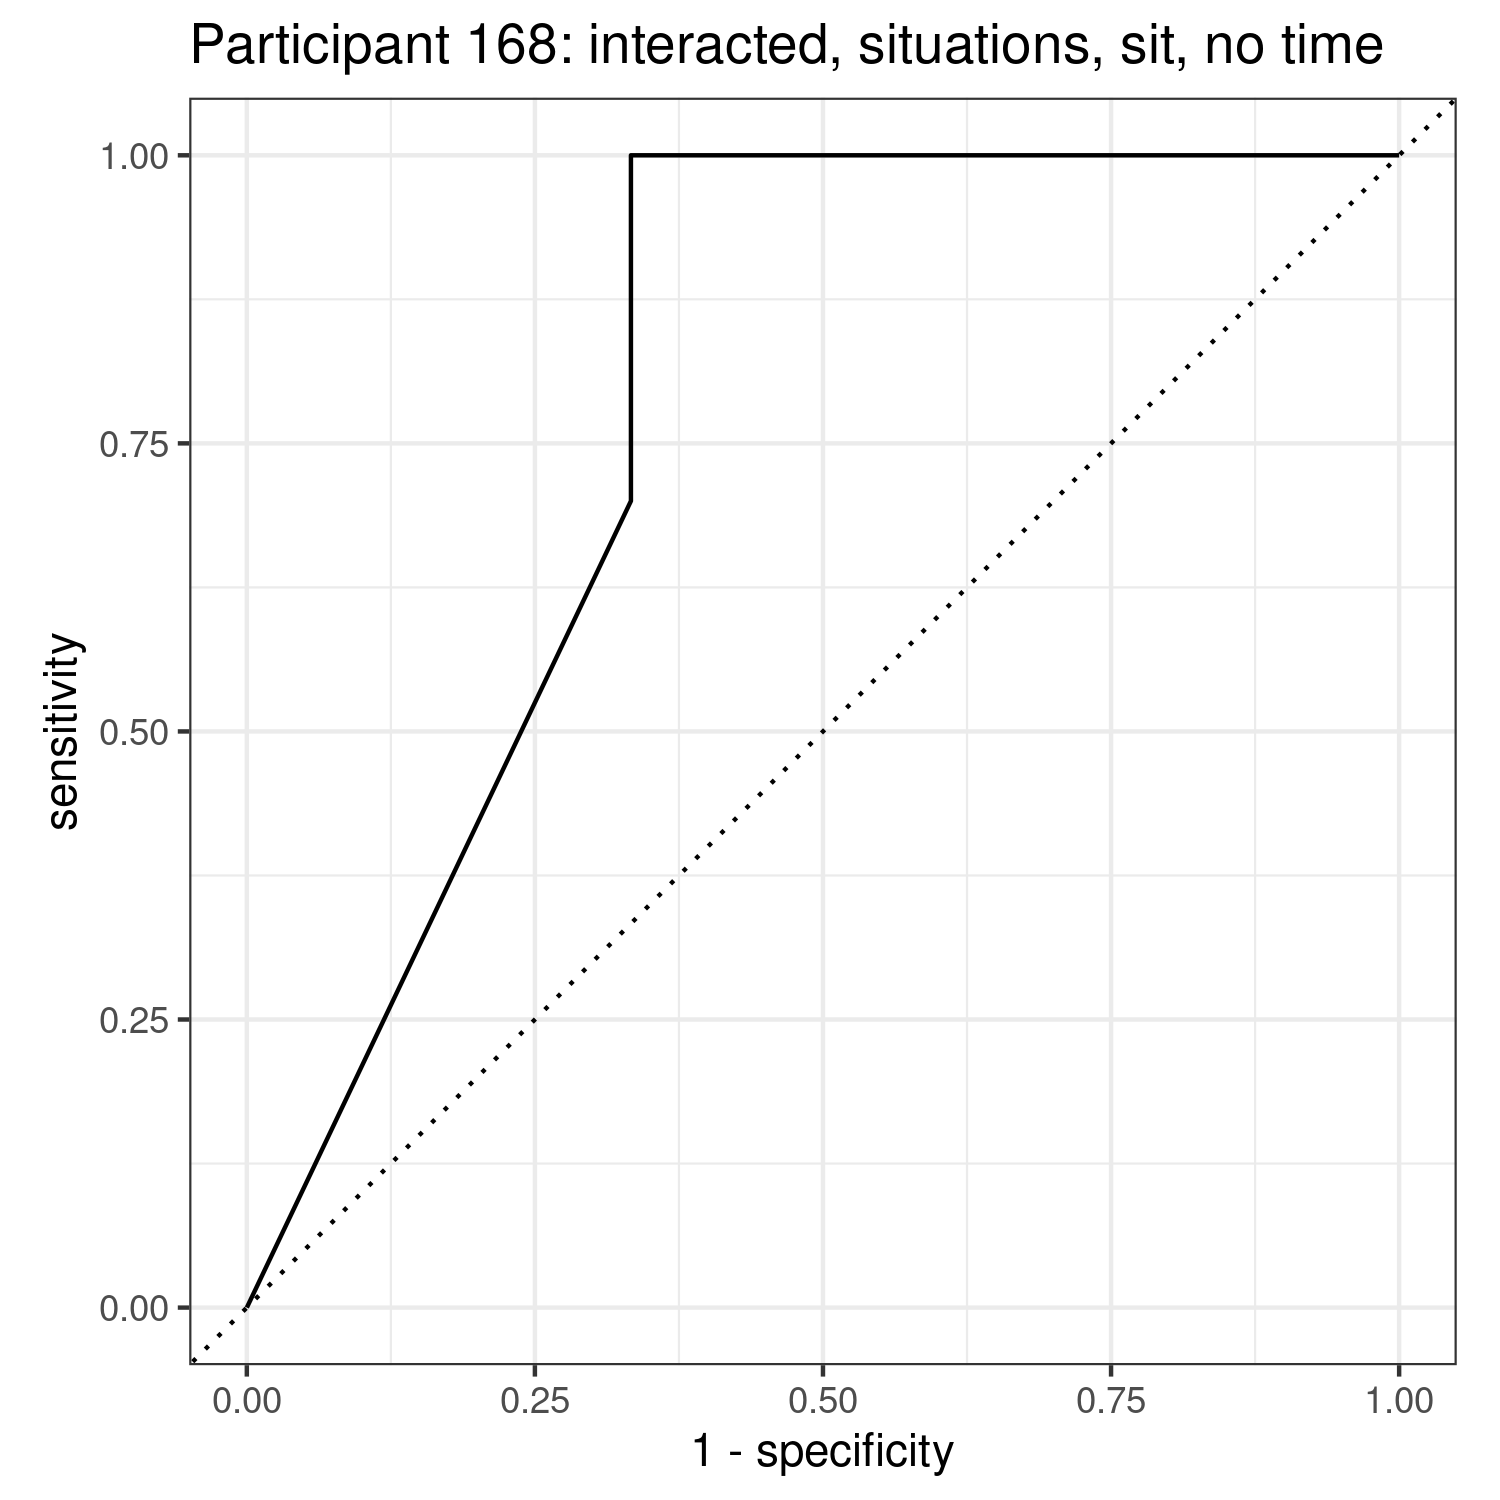 Participant 168: interacted, situations, sit, no time
1.00
0.75
0.50
0.25
0.00
sensitivity
0.00 0.25 0.50 0.75 1.00
1 - specificity